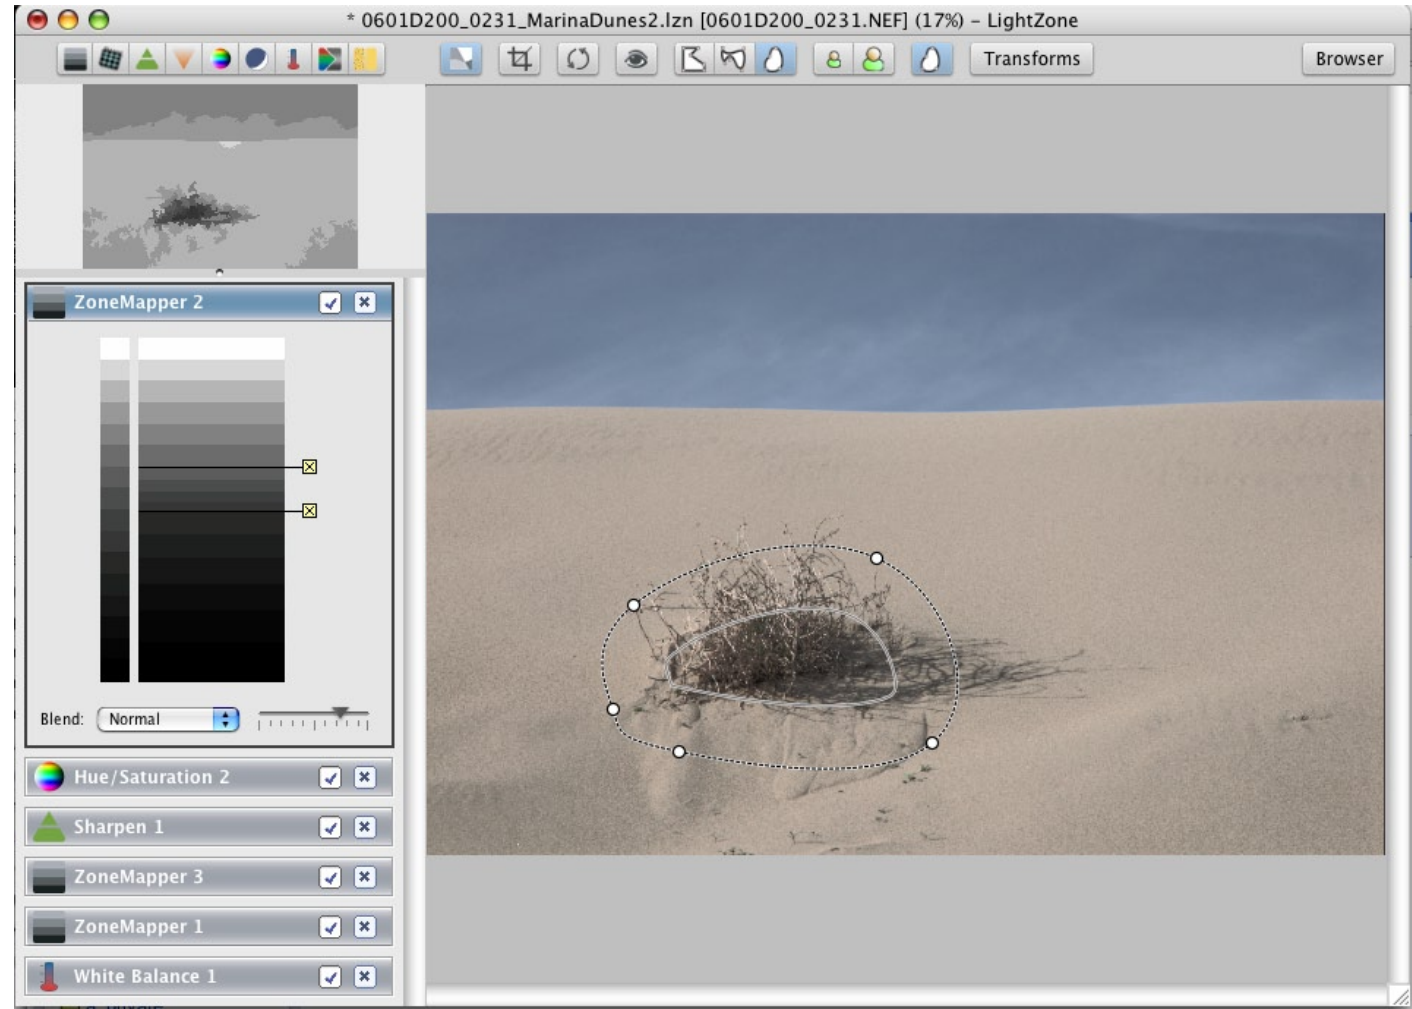 * 0601D200_0231_MarinaDunes2.lzn [0601D200_0231.NEF] (17%) – LightZone
Transforms
Browser
ZoneMapper 2
Blend: Normal
Hue/Saturation 2
Sharpen 1
ZoneMapper 3
ZoneMapper 1
White Balance 1